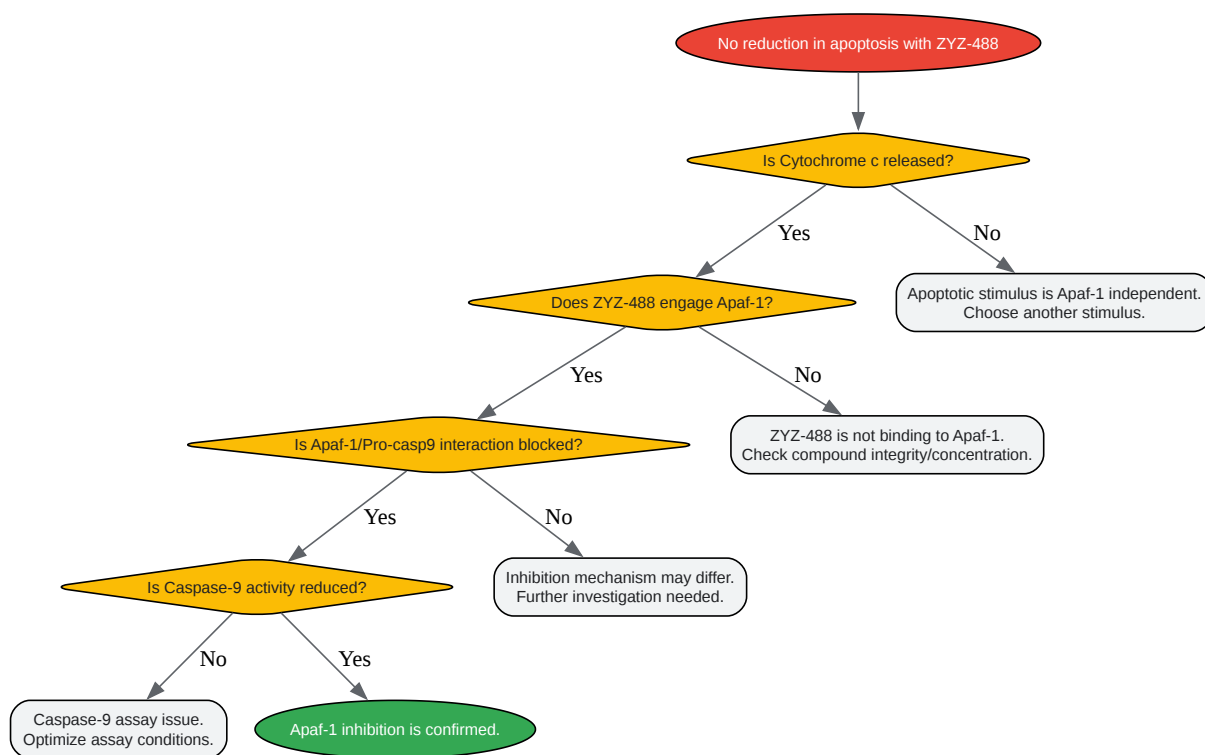 No reduction in apoptosis with ZYZ-488
Is Cytochrome c released?
Yes
No
Does ZYZ-488 engage Apaf-1?
Apoptotic stimulus is Apaf-1 independent.
Choose another stimulus.
Yes
No
Is Apaf-1/Pro-casp9 interaction blocked?
ZYZ-488 is not binding to Apaf-1.
Check compound integrity/concentration.
Yes
No
Is Caspase-9 activity reduced?
Inhibition mechanism may differ.
Further investigation needed.
No
Yes
Caspase-9 assay issue.
Optimize assay conditions.
Apaf-1 inhibition is confirmed.